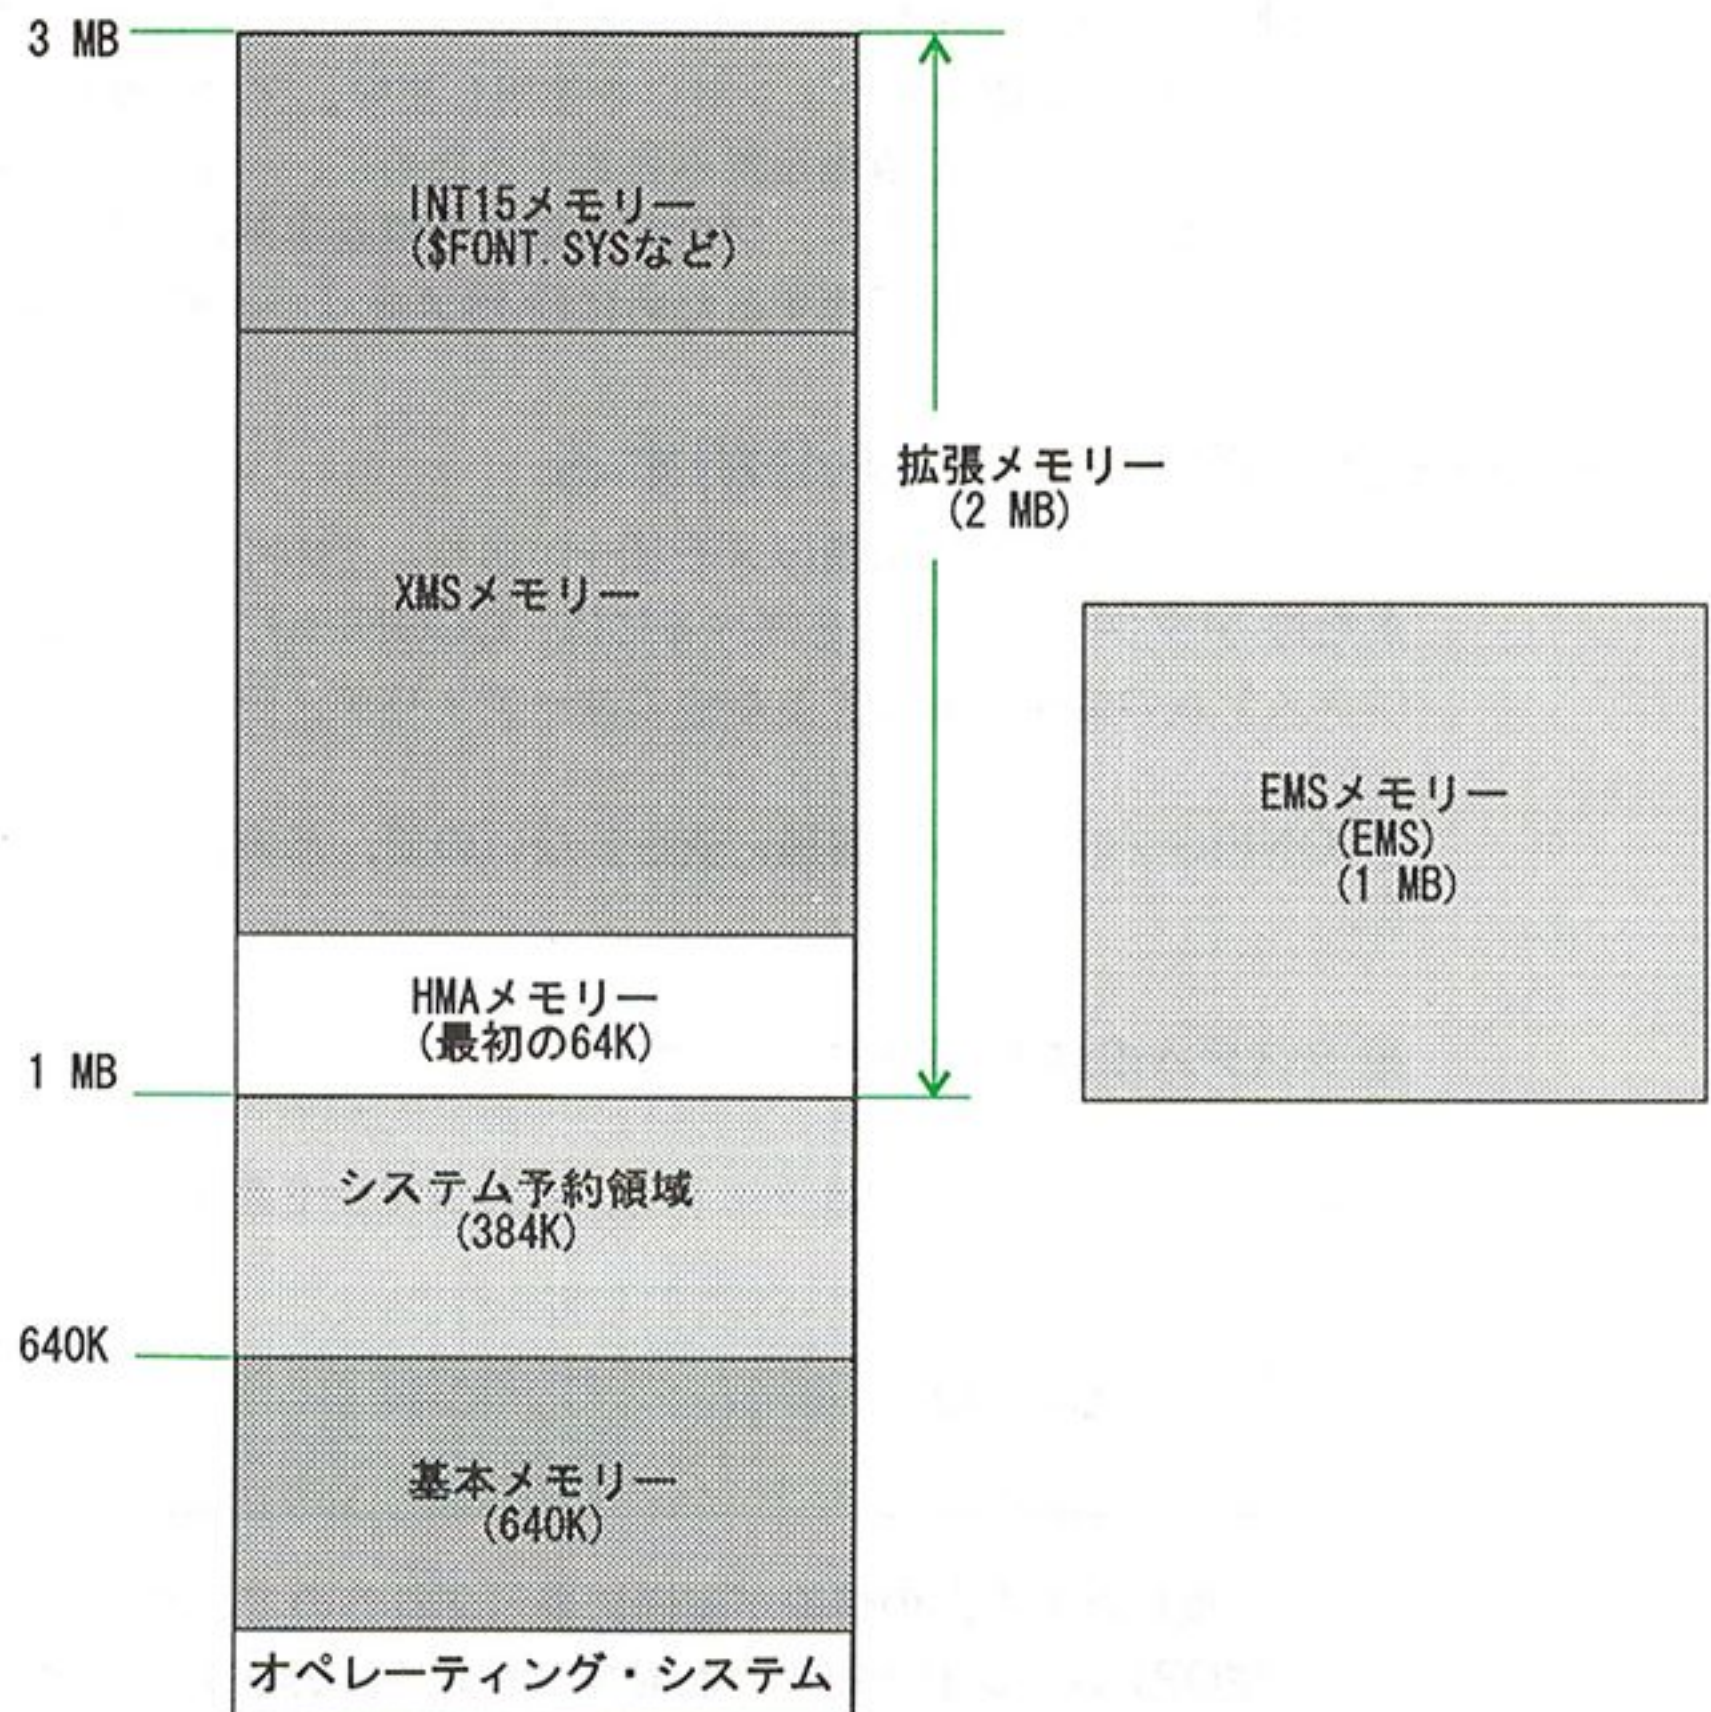 3 MB
INT15メモリー
($FONT.SYSなど)
拡張メモリー
(2 MB)
XMSメモリー
EMSメモリー
(EMS)
(1 MB)
HMAメモリー
(最初の64K)
1 MB
システム予約領域
(384K)
640K
基本メモリー
(640K)
オペレーティング・システム